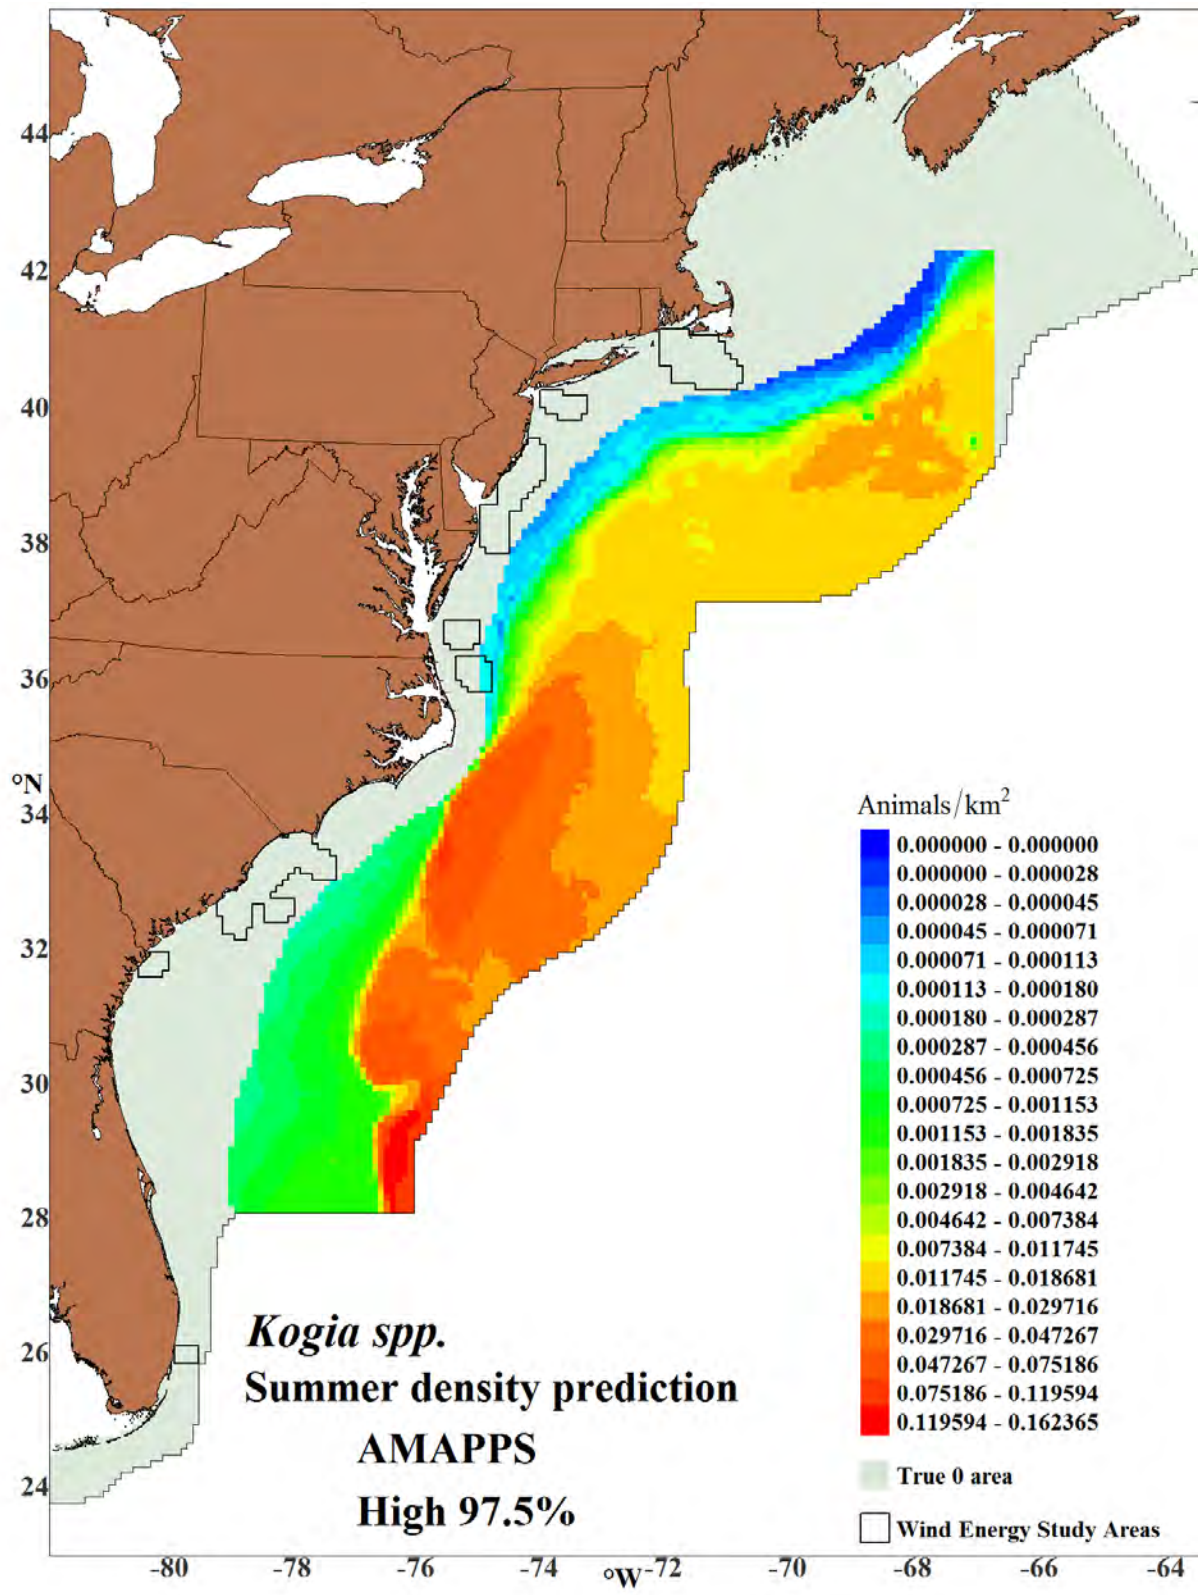 44
42
40
38
36
°N
34
32
30
28
26
24
Animals/km²
0.000000 - 0.000000
0.000000 - 0.000028
0.000028 - 0.000045
0.000045 - 0.000071
0.000071 - 0.000113
0.000113 - 0.000180
0.000180 - 0.000287
0.000287 - 0.000456
0.000456 - 0.000725
0.000725 - 0.001153
0.001153 - 0.001835
0.001835 - 0.002918
0.002918 - 0.004642
0.004642 - 0.007384
0.007384 - 0.011745
0.011745 - 0.018681
0.018681 - 0.029716
0.029716 - 0.047267
0.047267 - 0.075186
0.075186 - 0.119594
0.119594 - 0.162365
True 0 area
Wind Energy Study Areas
Kogia spp.
Summer density prediction
AMAPPS
High 97.5%
-80 -78 -76 -74 °W -72 -70 -68 -66 -64